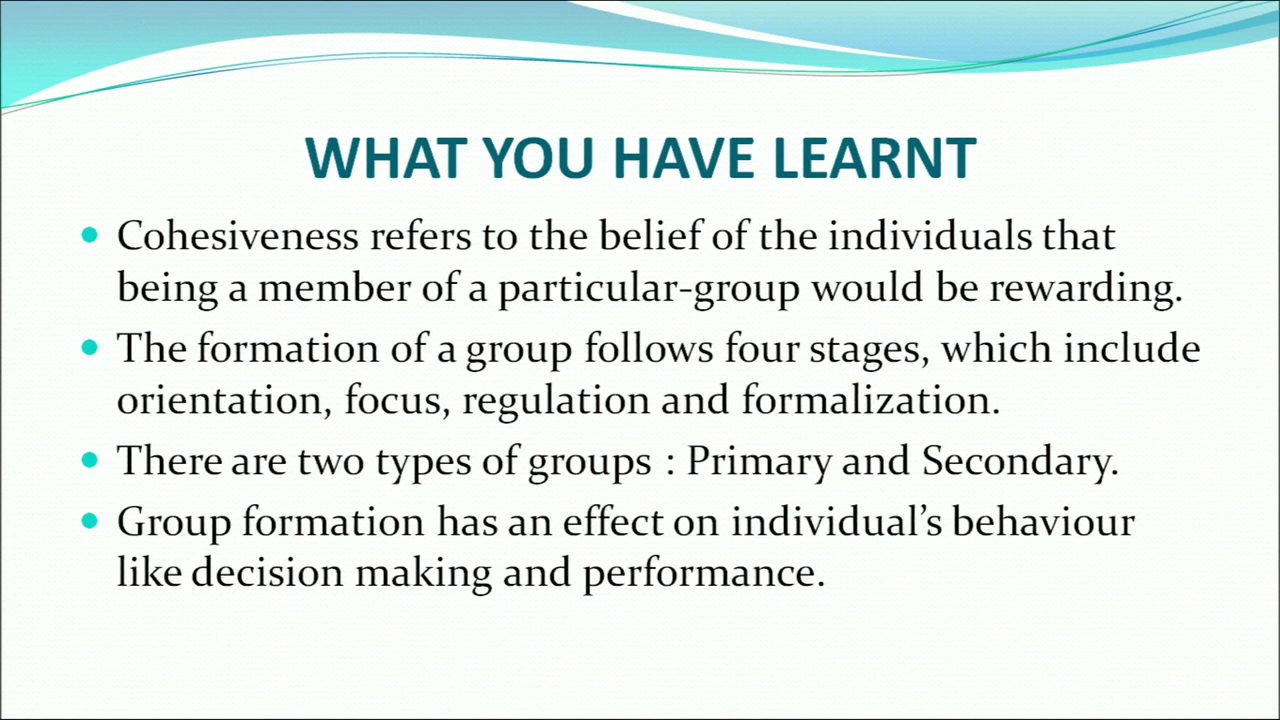 WHAT YOU HAVE LEARNT
• Cohesiveness refers to the belief of the individuals that
being a member of a particular-group would be rewarding.
• The formation of a group follows four stages, which include
orientation, focus, regulation and formalization.
• There are two types of groups : Primary and Secondary.
• Group formation has an effect on individual’s behaviour
like decision making and performance.